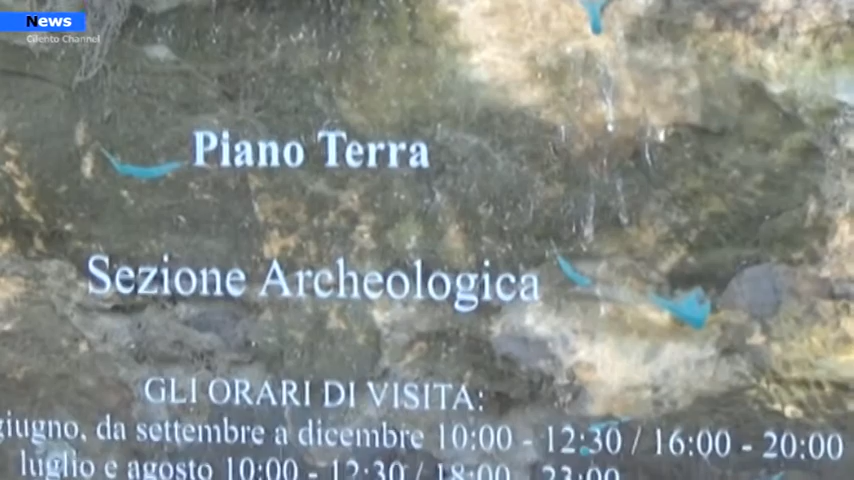 News
Cilento Channel
Piano Terra
Sezione Archeologica
GLI ORARI DI VISITA:
giugno, da settembre a dicembre 10:00 - 12:30 / 16:00 - 20:00
luglio e agosto 10:00 - 12:30 / 18:00 - 23:00